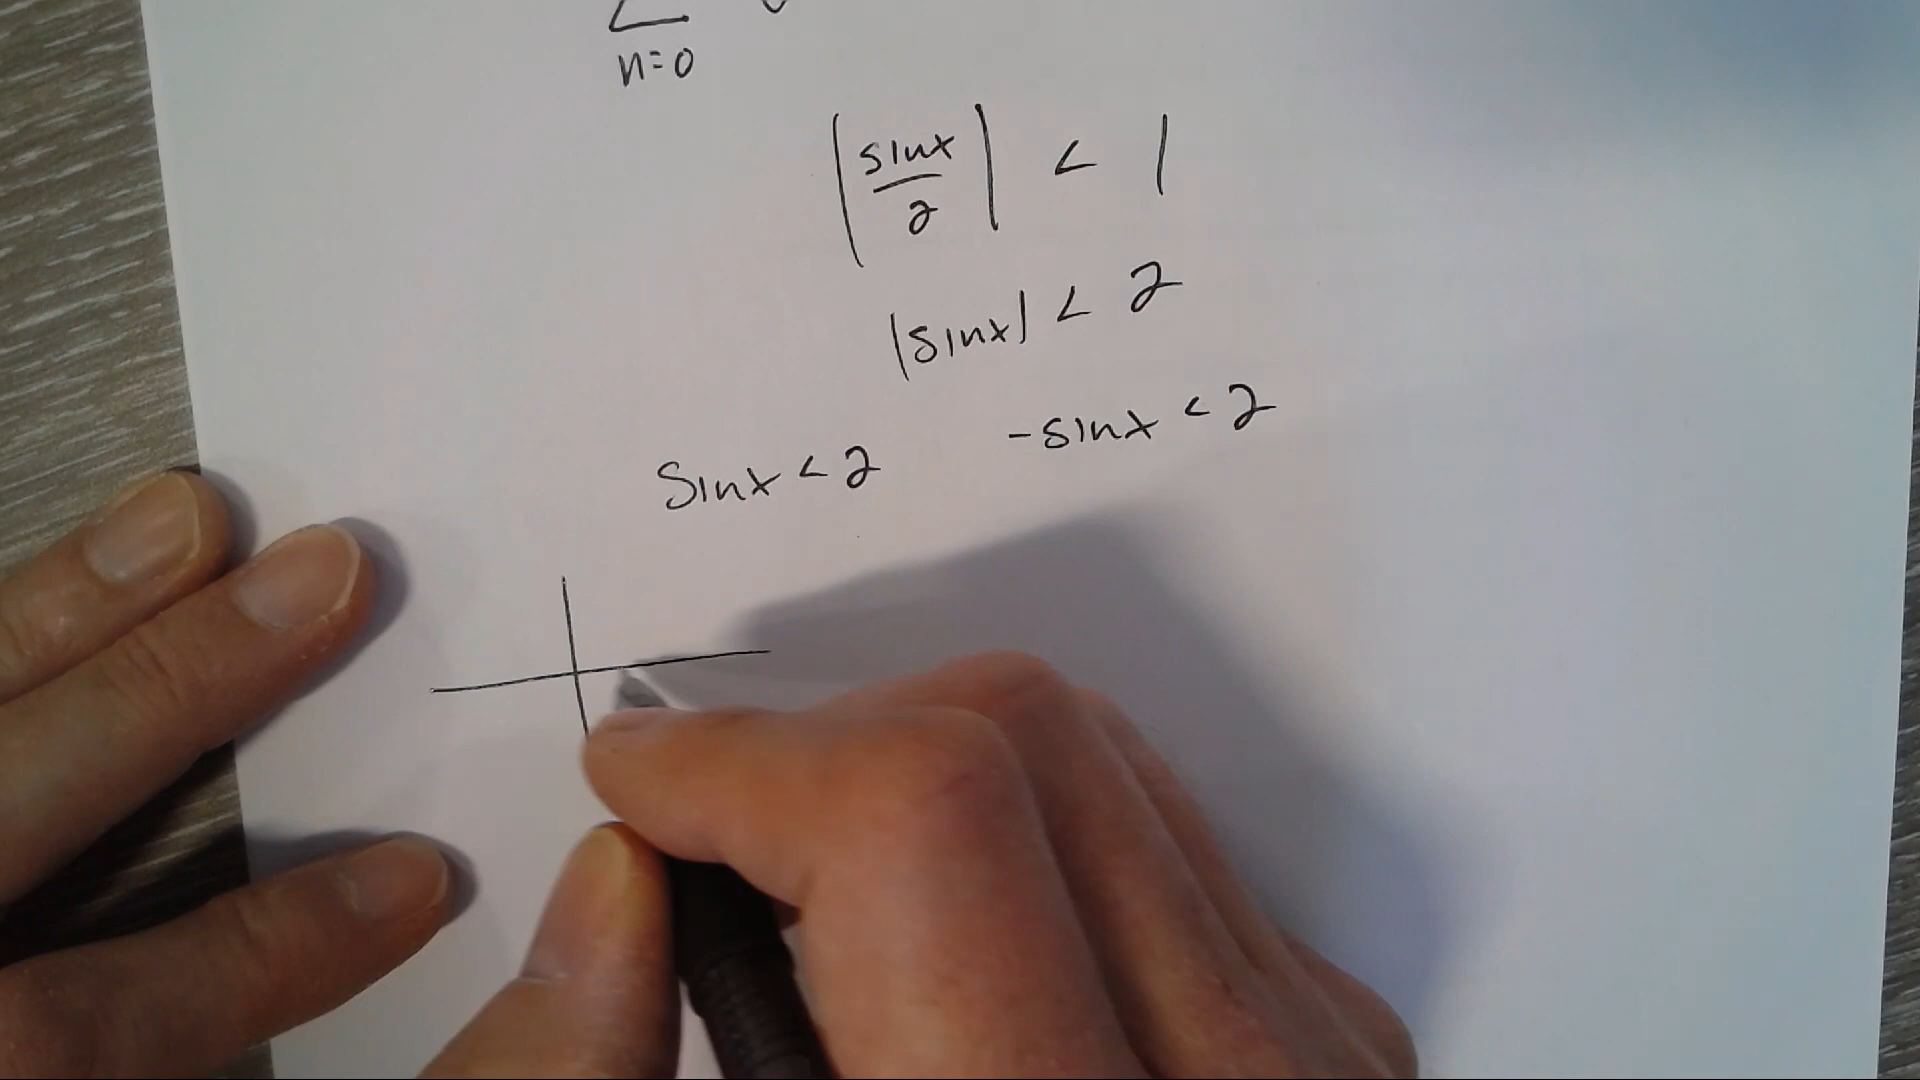 Σ
n=0
|sinx/2| < 1
|sinx| < 2
sinx < 2 -sinx < 2